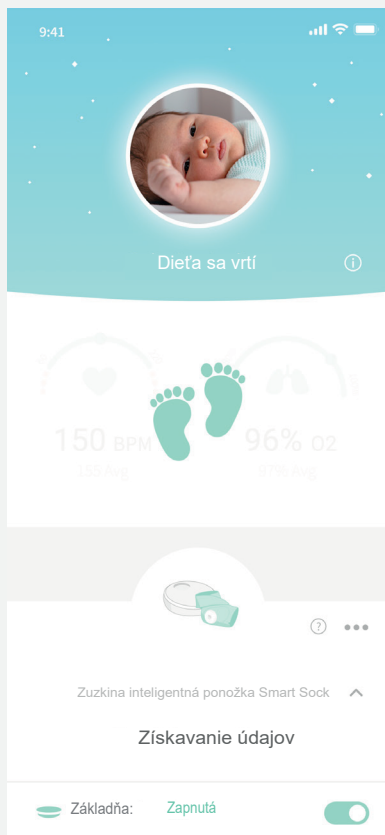 9:41
Dieťa sa vrtí
150 BPM
96% O2
155 Avg
97% Avg
Zuzkina inteligentná ponožka Smart Sock
Získavanie údajov
Základňa: Zapnutá